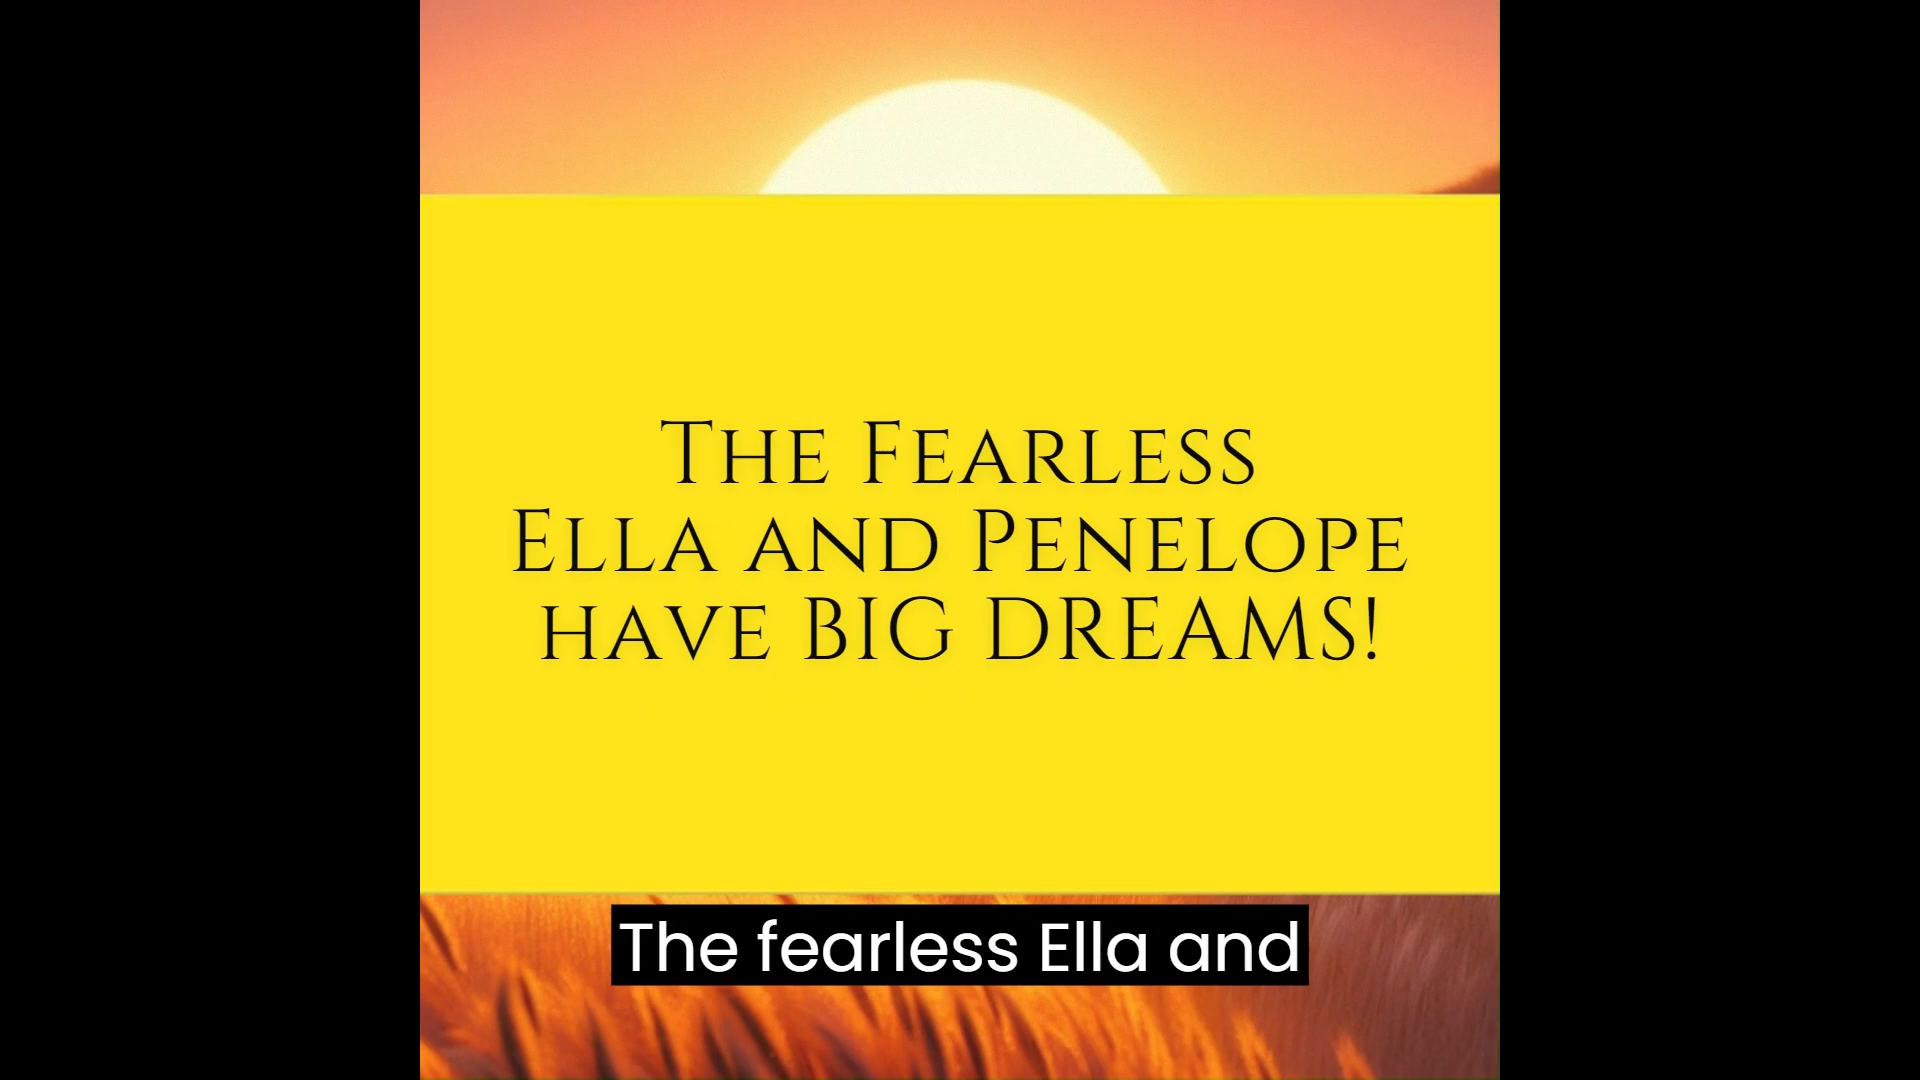 The Fearless
Ella and Penelope
have BIG DREAMS!
The fearless Ella and